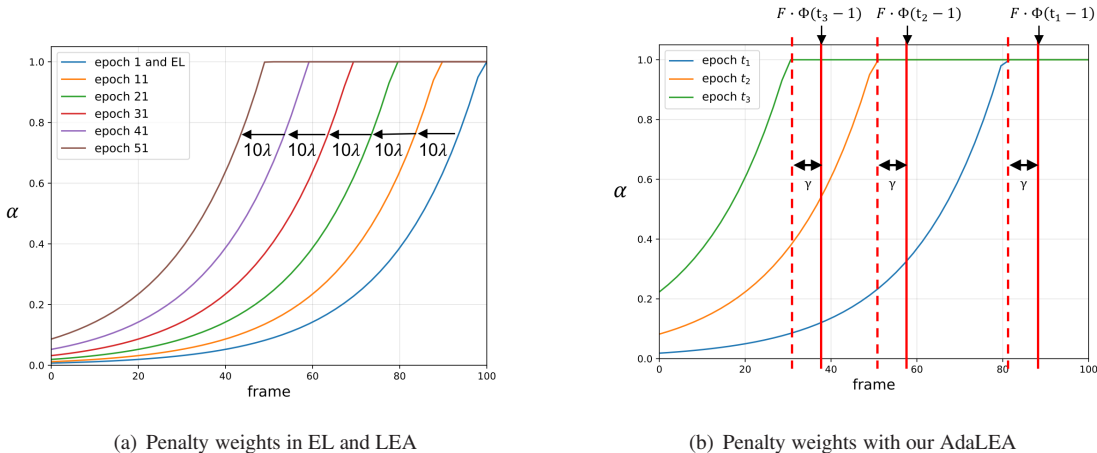 F · Φ(t₃ − 1) F · Φ(t₂ − 1) F · Φ(t₁ − 1)
1.0
0.8
0.6
0.4
0.2
0.0
α
epoch 1 and EL
epoch 11
epoch 21
epoch 31
epoch 41
epoch 51
10λ 10λ 10λ 10λ 10λ
0 20 40 60 80 100
frame
(a) Penalty weights in EL and LEA
1.0
0.8
0.6
0.4
0.2
0.0
α
epoch t₁
epoch t₂
epoch t₃
γ γ γ
0 20 40 60 80 100
frame
(b) Penalty weights with our AdaLEA